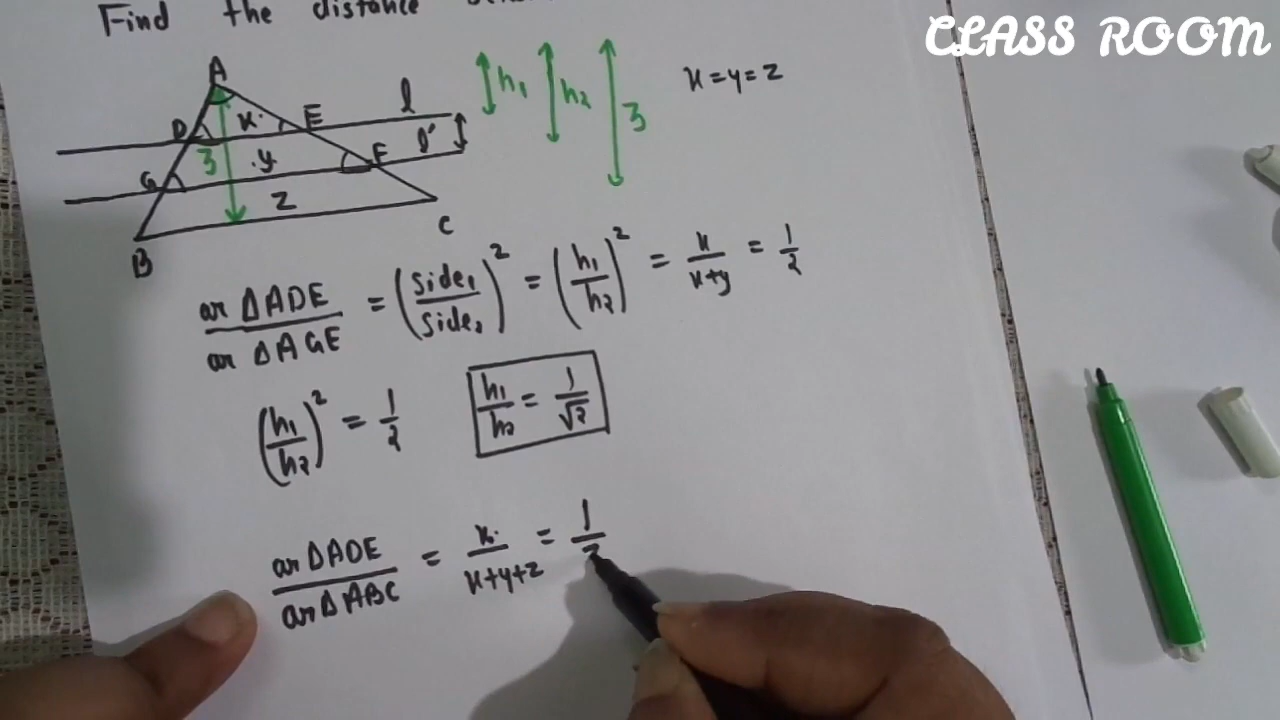 CLASS ROOM
Find the distance
A
h₁ h₂ 3 x = y = z
D x E l
3 y F l'
G z
B C
ar ΔADE / ar ΔAGE = (Side₁ / Side₂)² = (h₁ / h₂)² = x / x+y = 1 / 2
(h₁ / h₂)² = 1 / 2 h₁ / h₂ = 1 / √2
ar ΔADE / ar ΔABC = x / x+y+z = 1